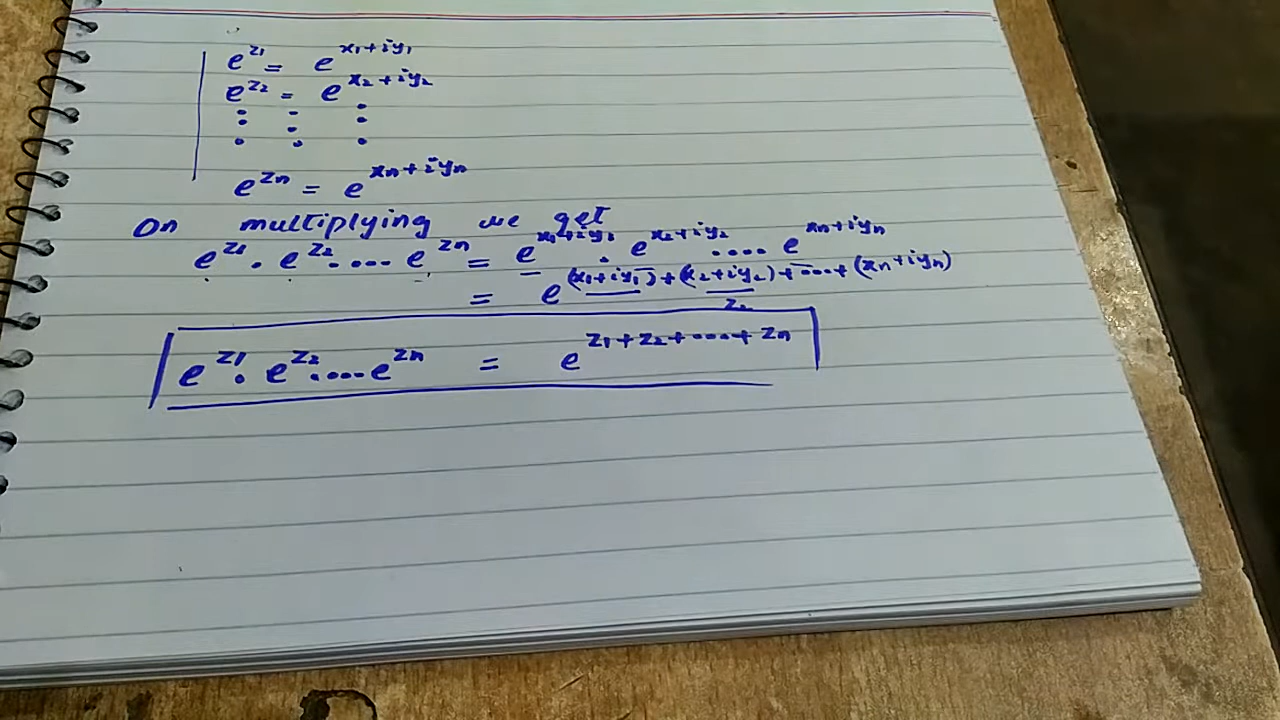 e^{z1} = e^{x1+iy1}
e^{z2} = e^{x2+iy2}
: : :
. . .
e^{zn} = e^{xn+iyn}
On multiplying we get
e^{z1} . e^{z2} .... e^{zn} = e^{x1+iy1} . e^{x2+iy2} .... e^{xn+iyn}
= e^{(x1+iy1)+(x2+iy2)+....+(xn+iyn)}
z2
e^{z1} . e^{z2} .... e^{zn} = e^{z1+z2+....+zn}